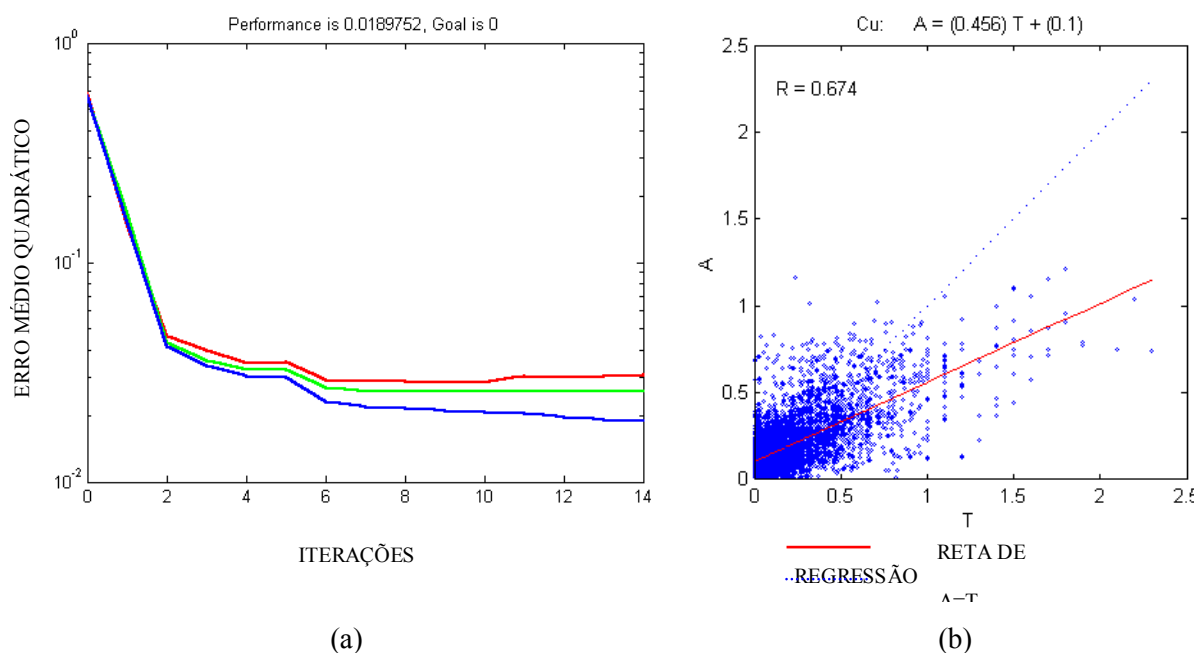 Performance is 0.0189752, Goal is 0
10^0
10^-1
10^-2
ERRO MÉDIO QUADRÁTICO
0 2 4 6 8 10 12 14
ITERAÇÕES
(a)
Cu: A = (0.456) T + (0.1)
R = 0.674
2.5
2
1.5
1
0.5
0
A
0 0.5 1 1.5 2 2.5
T
RETA DE
REGRESSÃO
A=T
(b)